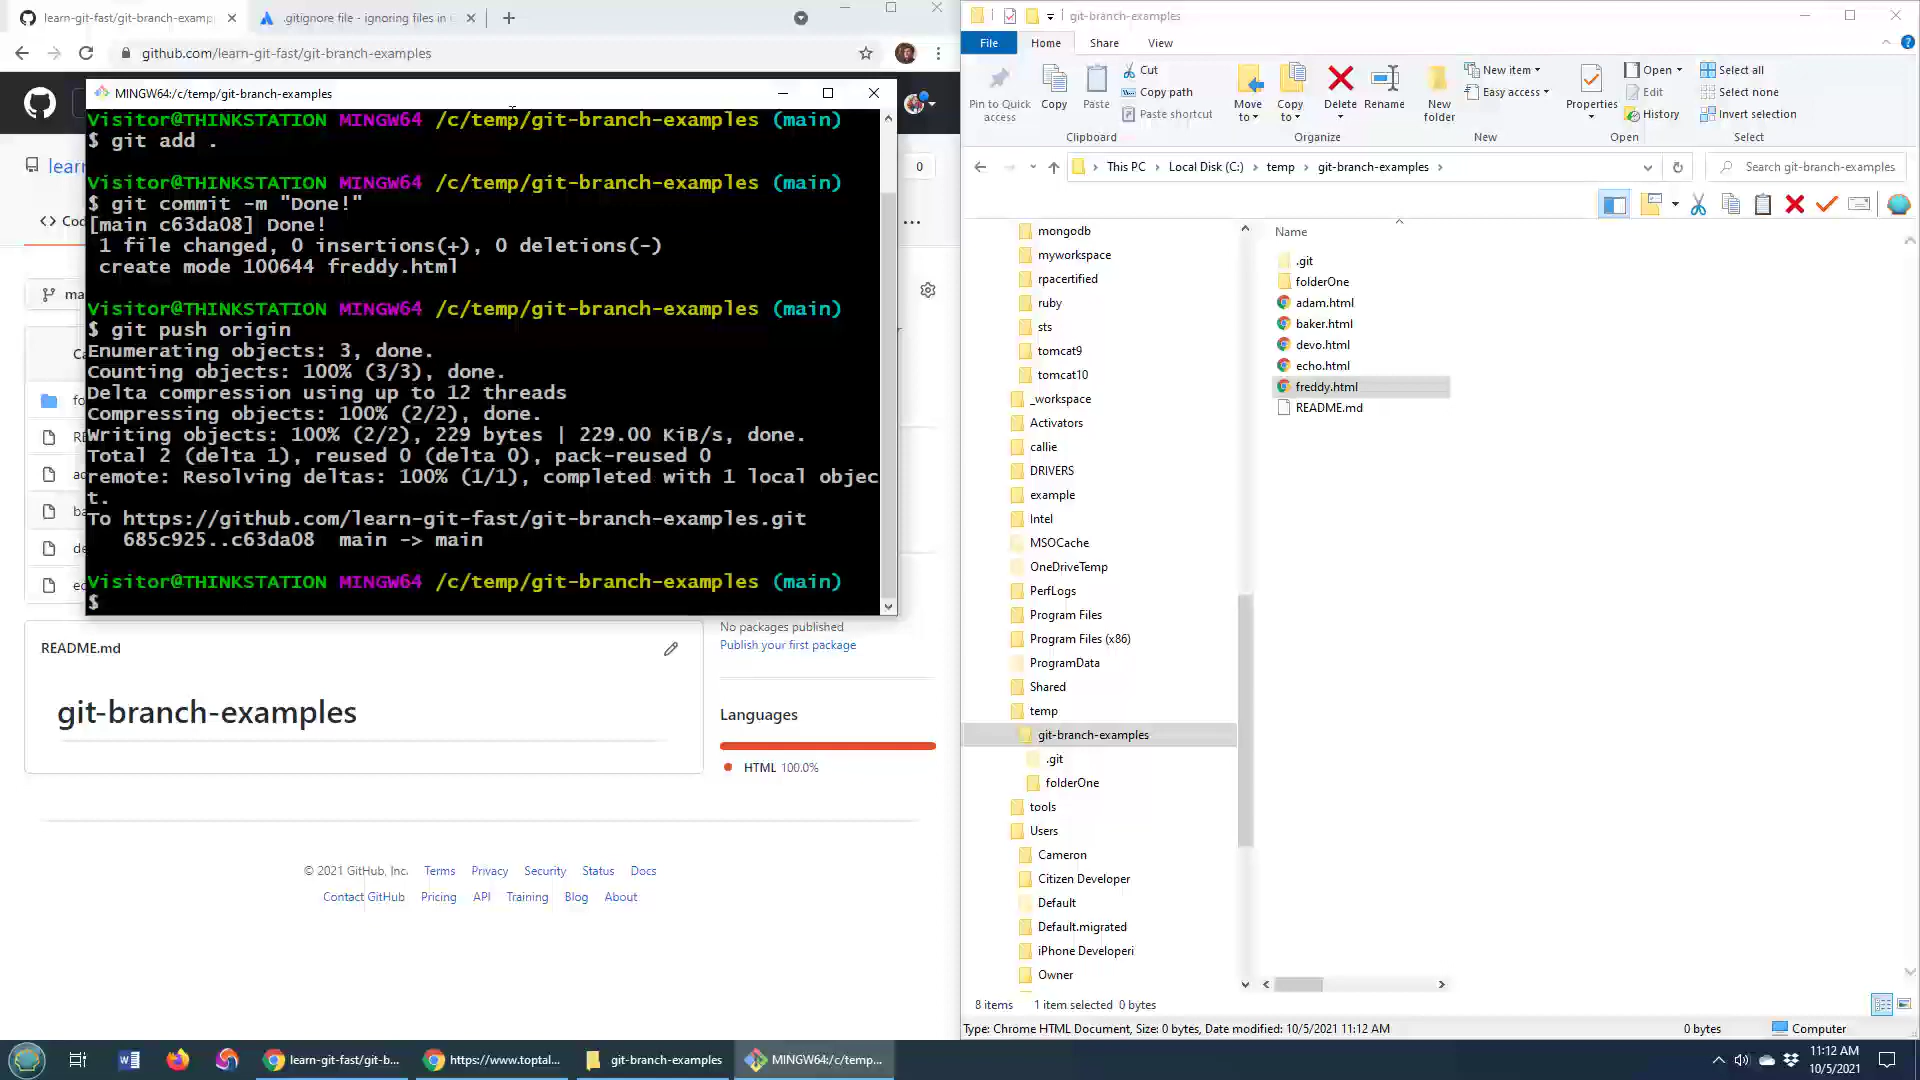 learn-git-fast/git-branch-examp
.gitignore file - ignoring files in
github.com/learn-git-fast/git-branch-examples
MINGW64:/c/temp/git-branch-examples
Visitor@THINKSTATION MINGW64 /c/temp/git-branch-examples (main)
$ git add .
Visitor@THINKSTATION MINGW64 /c/temp/git-branch-examples (main)
$ git commit -m "Done!"
[main c63da08] Done!
1 file changed, 0 insertions(+), 0 deletions(-)
create mode 100644 freddy.html
Visitor@THINKSTATION MINGW64 /c/temp/git-branch-examples (main)
$ git push origin
Enumerating objects: 3, done.
Counting objects: 100% (3/3), done.
Delta compression using up to 12 threads
Compressing objects: 100% (2/2), done.
Writing objects: 100% (2/2), 229 bytes | 229.00 KiB/s, done.
Total 2 (delta 1), reused 0 (delta 0), pack-reused 0
remote: Resolving deltas: 100% (1/1), completed with 1 local objec
t.
To https://github.com/learn-git-fast/git-branch-examples.git
685c925..c63da08 main -> main
Visitor@THINKSTATION MINGW64 /c/temp/git-branch-examples (main)
$
lear
Coc
ma
0
Ca
fo
RE
ad
ba
de
ec
No packages published
Publish your first package
README.md
git-branch-examples
Languages
HTML 100.0%
© 2021 GitHub, Inc. Terms Privacy Security Status Docs
Contact GitHub Pricing API Training Blog About
git-branch-examples
File Home Share View
Pin to Quick access
Copy
Paste
Cut
Copy path
Paste shortcut
Clipboard
Move to
Copy to
Delete
Rename
Organize
New folder
New item
Easy access
New
Properties
Open
Edit
History
Open
Select all
Select none
Invert selection
Select
This PC > Local Disk (C:) > temp > git-branch-examples >
Search git-branch-examples
mongodb
myworkspace
rpacertified
ruby
sts
tomcat9
tomcat10
_workspace
Activators
callie
DRIVERS
example
Intel
MSOCache
OneDriveTemp
PerfLogs
Program Files
Program Files (x86)
ProgramData
Shared
temp
git-branch-examples
.git
folderOne
tools
Users
Cameron
Citizen Developer
Default
Default.migrated
iPhone Developeri
Owner
Name
.git
folderOne
adam.html
baker.html
devo.html
echo.html
freddy.html
README.md
8 items 1 item selected 0 bytes
Type: Chrome HTML Document, Size: 0 bytes, Date modified: 10/5/2021 11:12 AM
0 bytes
Computer
learn-git-fast/git-b...
https://www.toptal...
git-branch-examples
MINGW64:/c/temp...
11:12 AM
10/5/2021